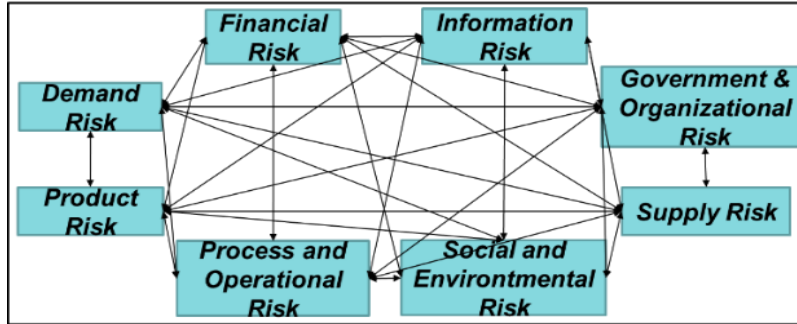 Financial
Risk
Information
Risk
Demand
Risk
Government &
Organizational
Risk
Product
Risk
Supply Risk
Process and
Operational
Risk
Social and
Environtmental
Risk